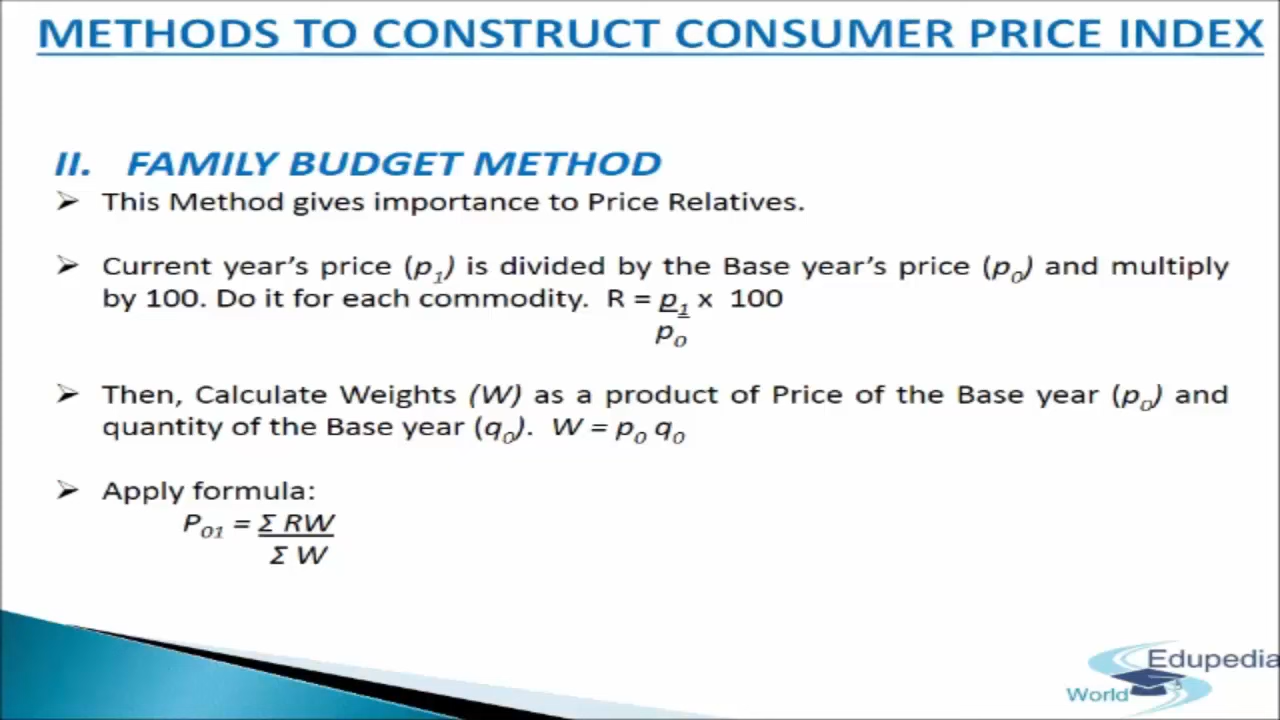 METHODS TO CONSTRUCT CONSUMER PRICE INDEX
II. FAMILY BUDGET METHOD
➢ This Method gives importance to Price Relatives.
➢ Current year's price (p₁) is divided by the Base year's price (p₀) and multiply
by 100. Do it for each commodity. R = p₁ x 100
p₀
➢ Then, Calculate Weights (W) as a product of Price of the Base year (p₀) and
quantity of the Base year (q₀). W = p₀ q₀
➢ Apply formula:
P₀₁ = Σ RW
Σ W
Edupedia
World